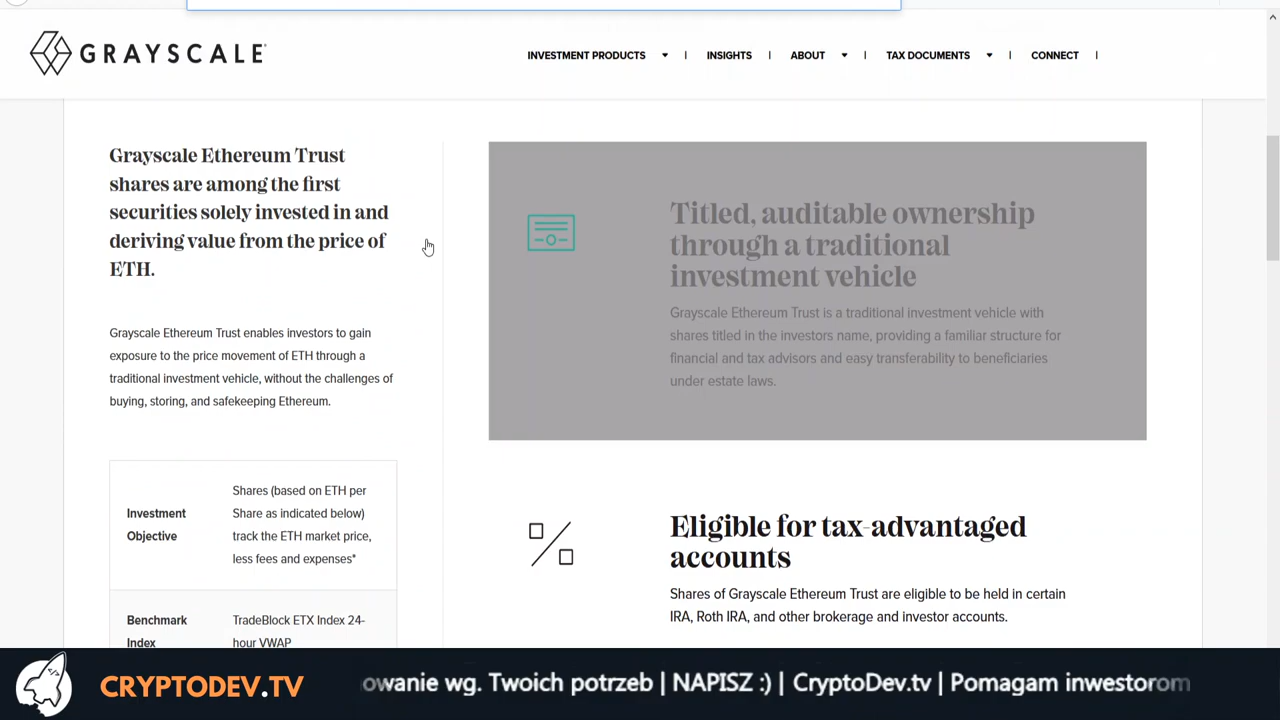 GRAYSCALE
INVESTMENT PRODUCTS | INSIGHTS | ABOUT | TAX DOCUMENTS | CONNECT |
Grayscale Ethereum Trust
shares are among the first
securities solely invested in and
deriving value from the price of
ETH.
Grayscale Ethereum Trust enables investors to gain
exposure to the price movement of ETH through a
traditional investment vehicle, without the challenges of
buying, storing, and safekeeping Ethereum.
Investment
Objective
Shares (based on ETH per
Share as indicated below)
track the ETH market price,
less fees and expenses*
Benchmark
Index
TradeBlock ETX Index 24-
hour VWAP
Titled, auditable ownership
through a traditional
investment vehicle
Grayscale Ethereum Trust is a traditional investment vehicle with
shares titled in the investors name, providing a familiar structure for
financial and tax advisors and easy transferability to beneficiaries
under estate laws.
Eligible for tax-advantaged
accounts
Shares of Grayscale Ethereum Trust are eligible to be held in certain
IRA, Roth IRA, and other brokerage and investor accounts.
CRYPTODEV.TV
owanie wg. Twoich potrzeb | NAPISZ :) | CryptoDev.tv | Pomagam inwestorom